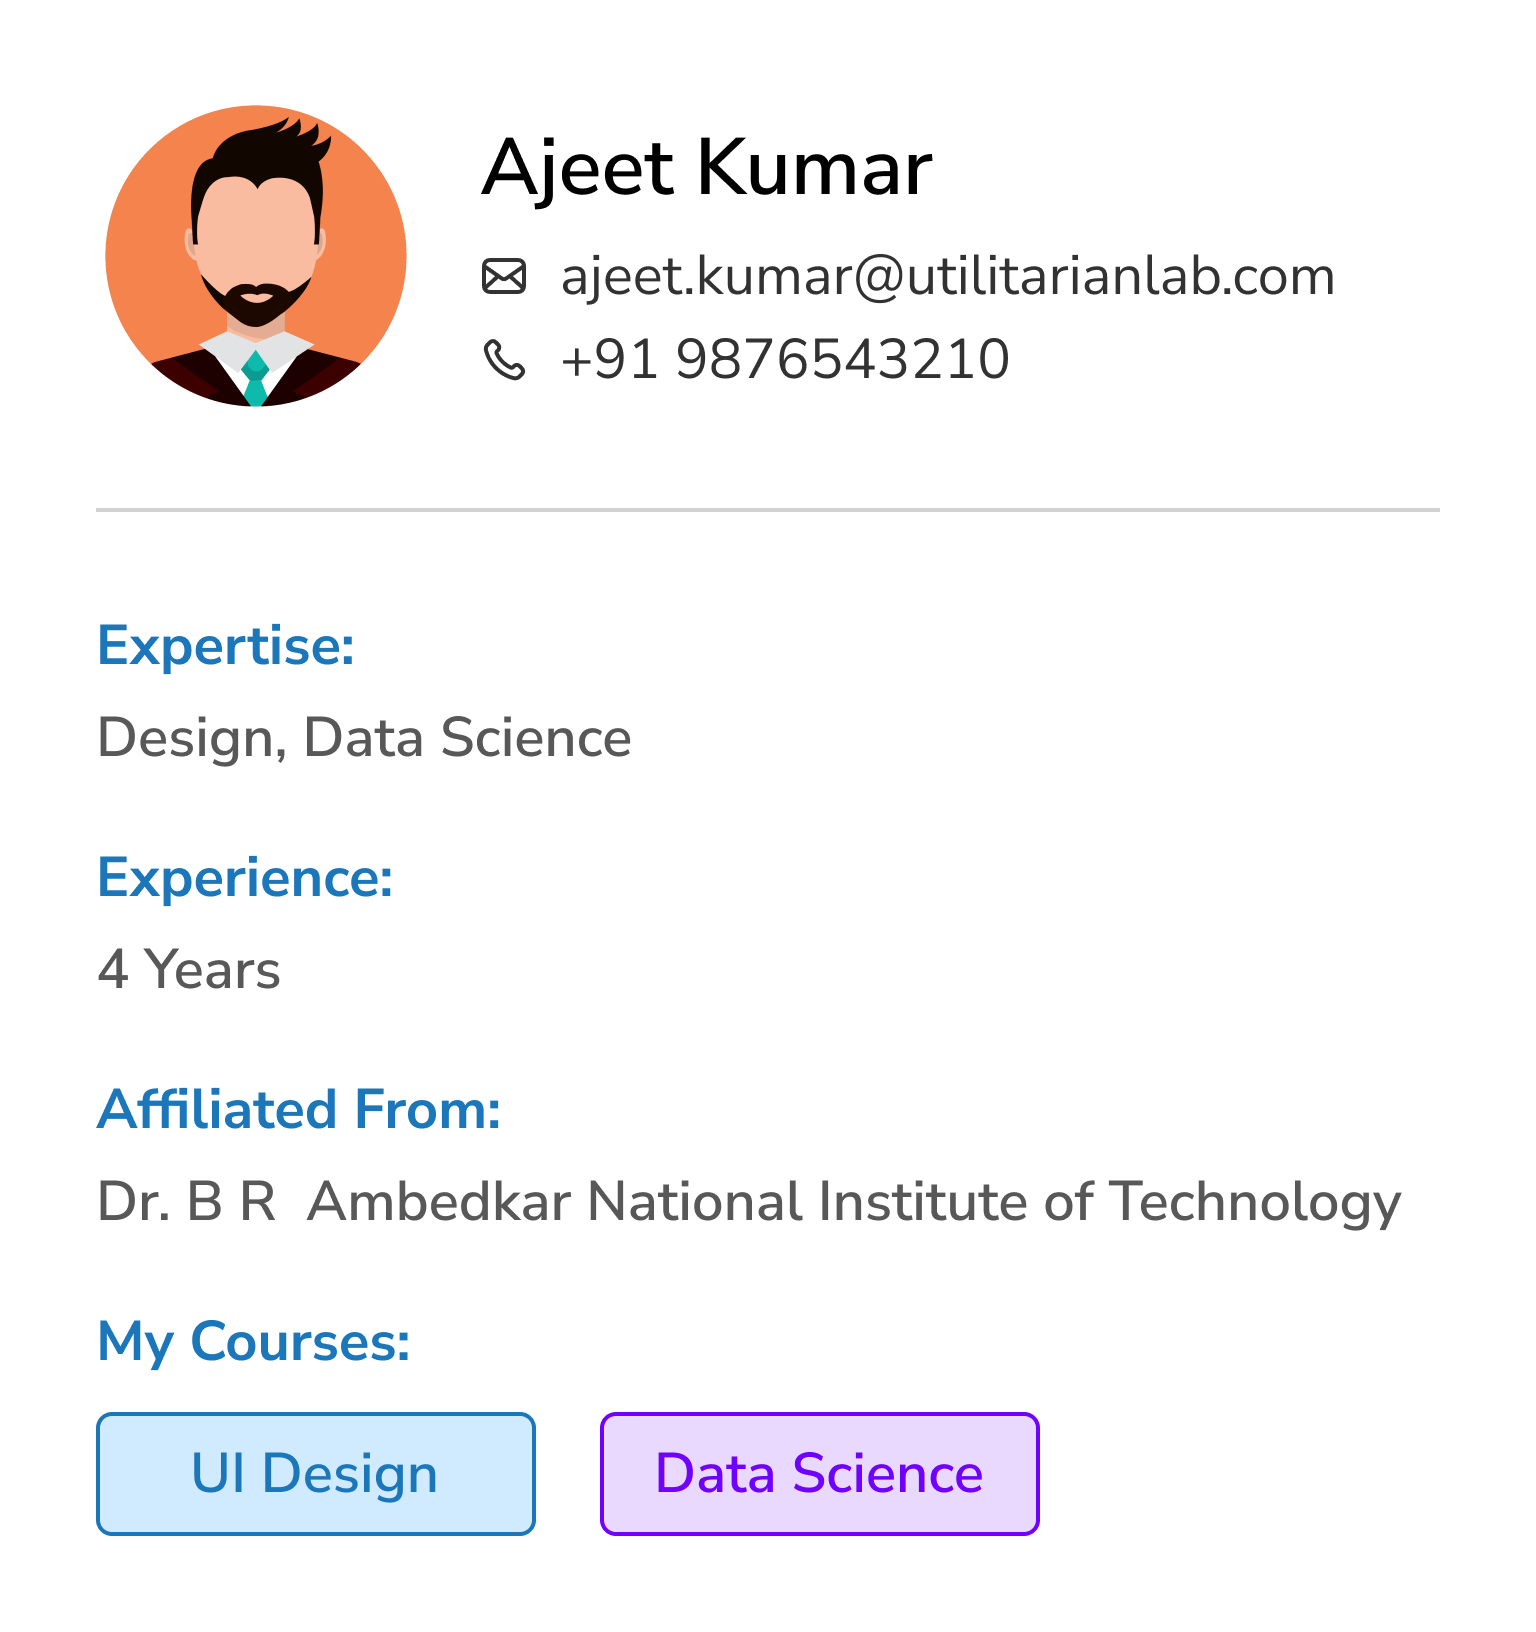 Ajeet Kumar
ajeet.kumar@utilitarianlab.com
+91 9876543210
Expertise:
Design, Data Science
Experience:
4 Years
Affiliated From:
Dr. B R  Ambedkar National Institute of Technology
My Courses:
UI Design
Data Science